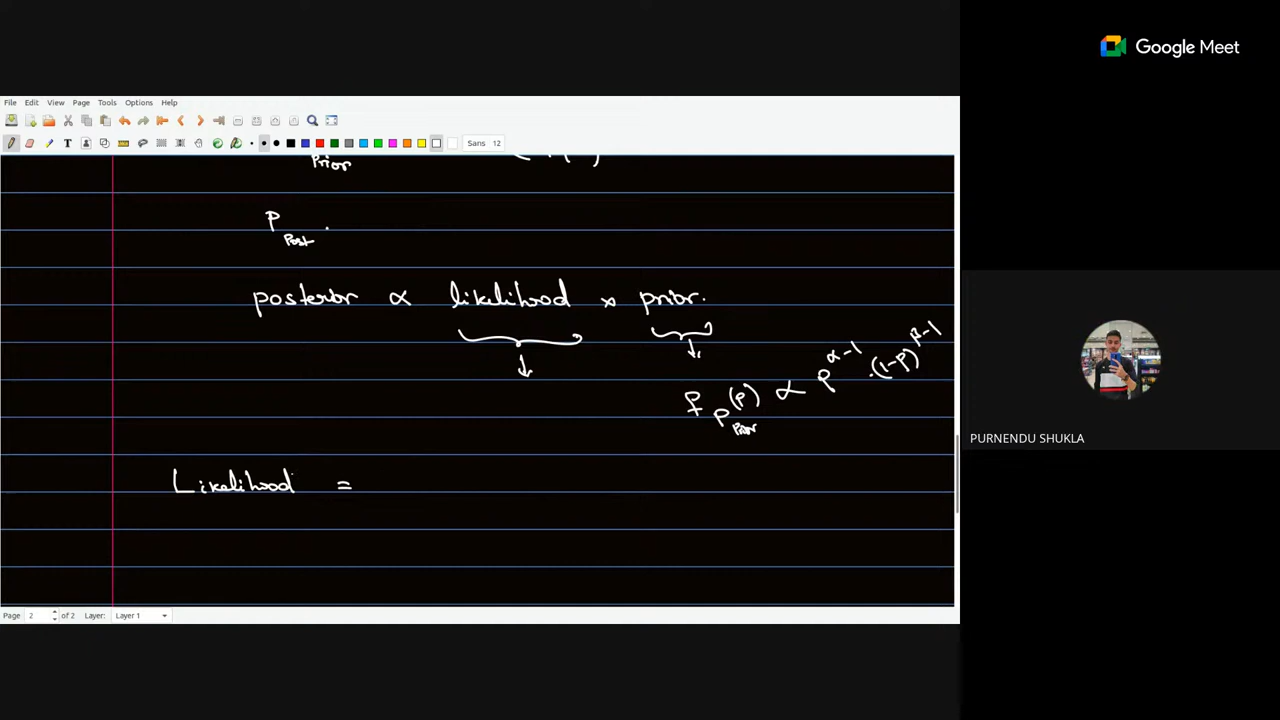 Google Meet
File Edit View Page Tools Options Help
Sans 12
Prior
P Post .
posterior ∝ likelihood × prior.
f P Prior (p) ∝ p^α-1 . (1-p)^β-1
Likelihood =
PURNENDU SHUKLA
Page 2 of 2 Layer: Layer 1